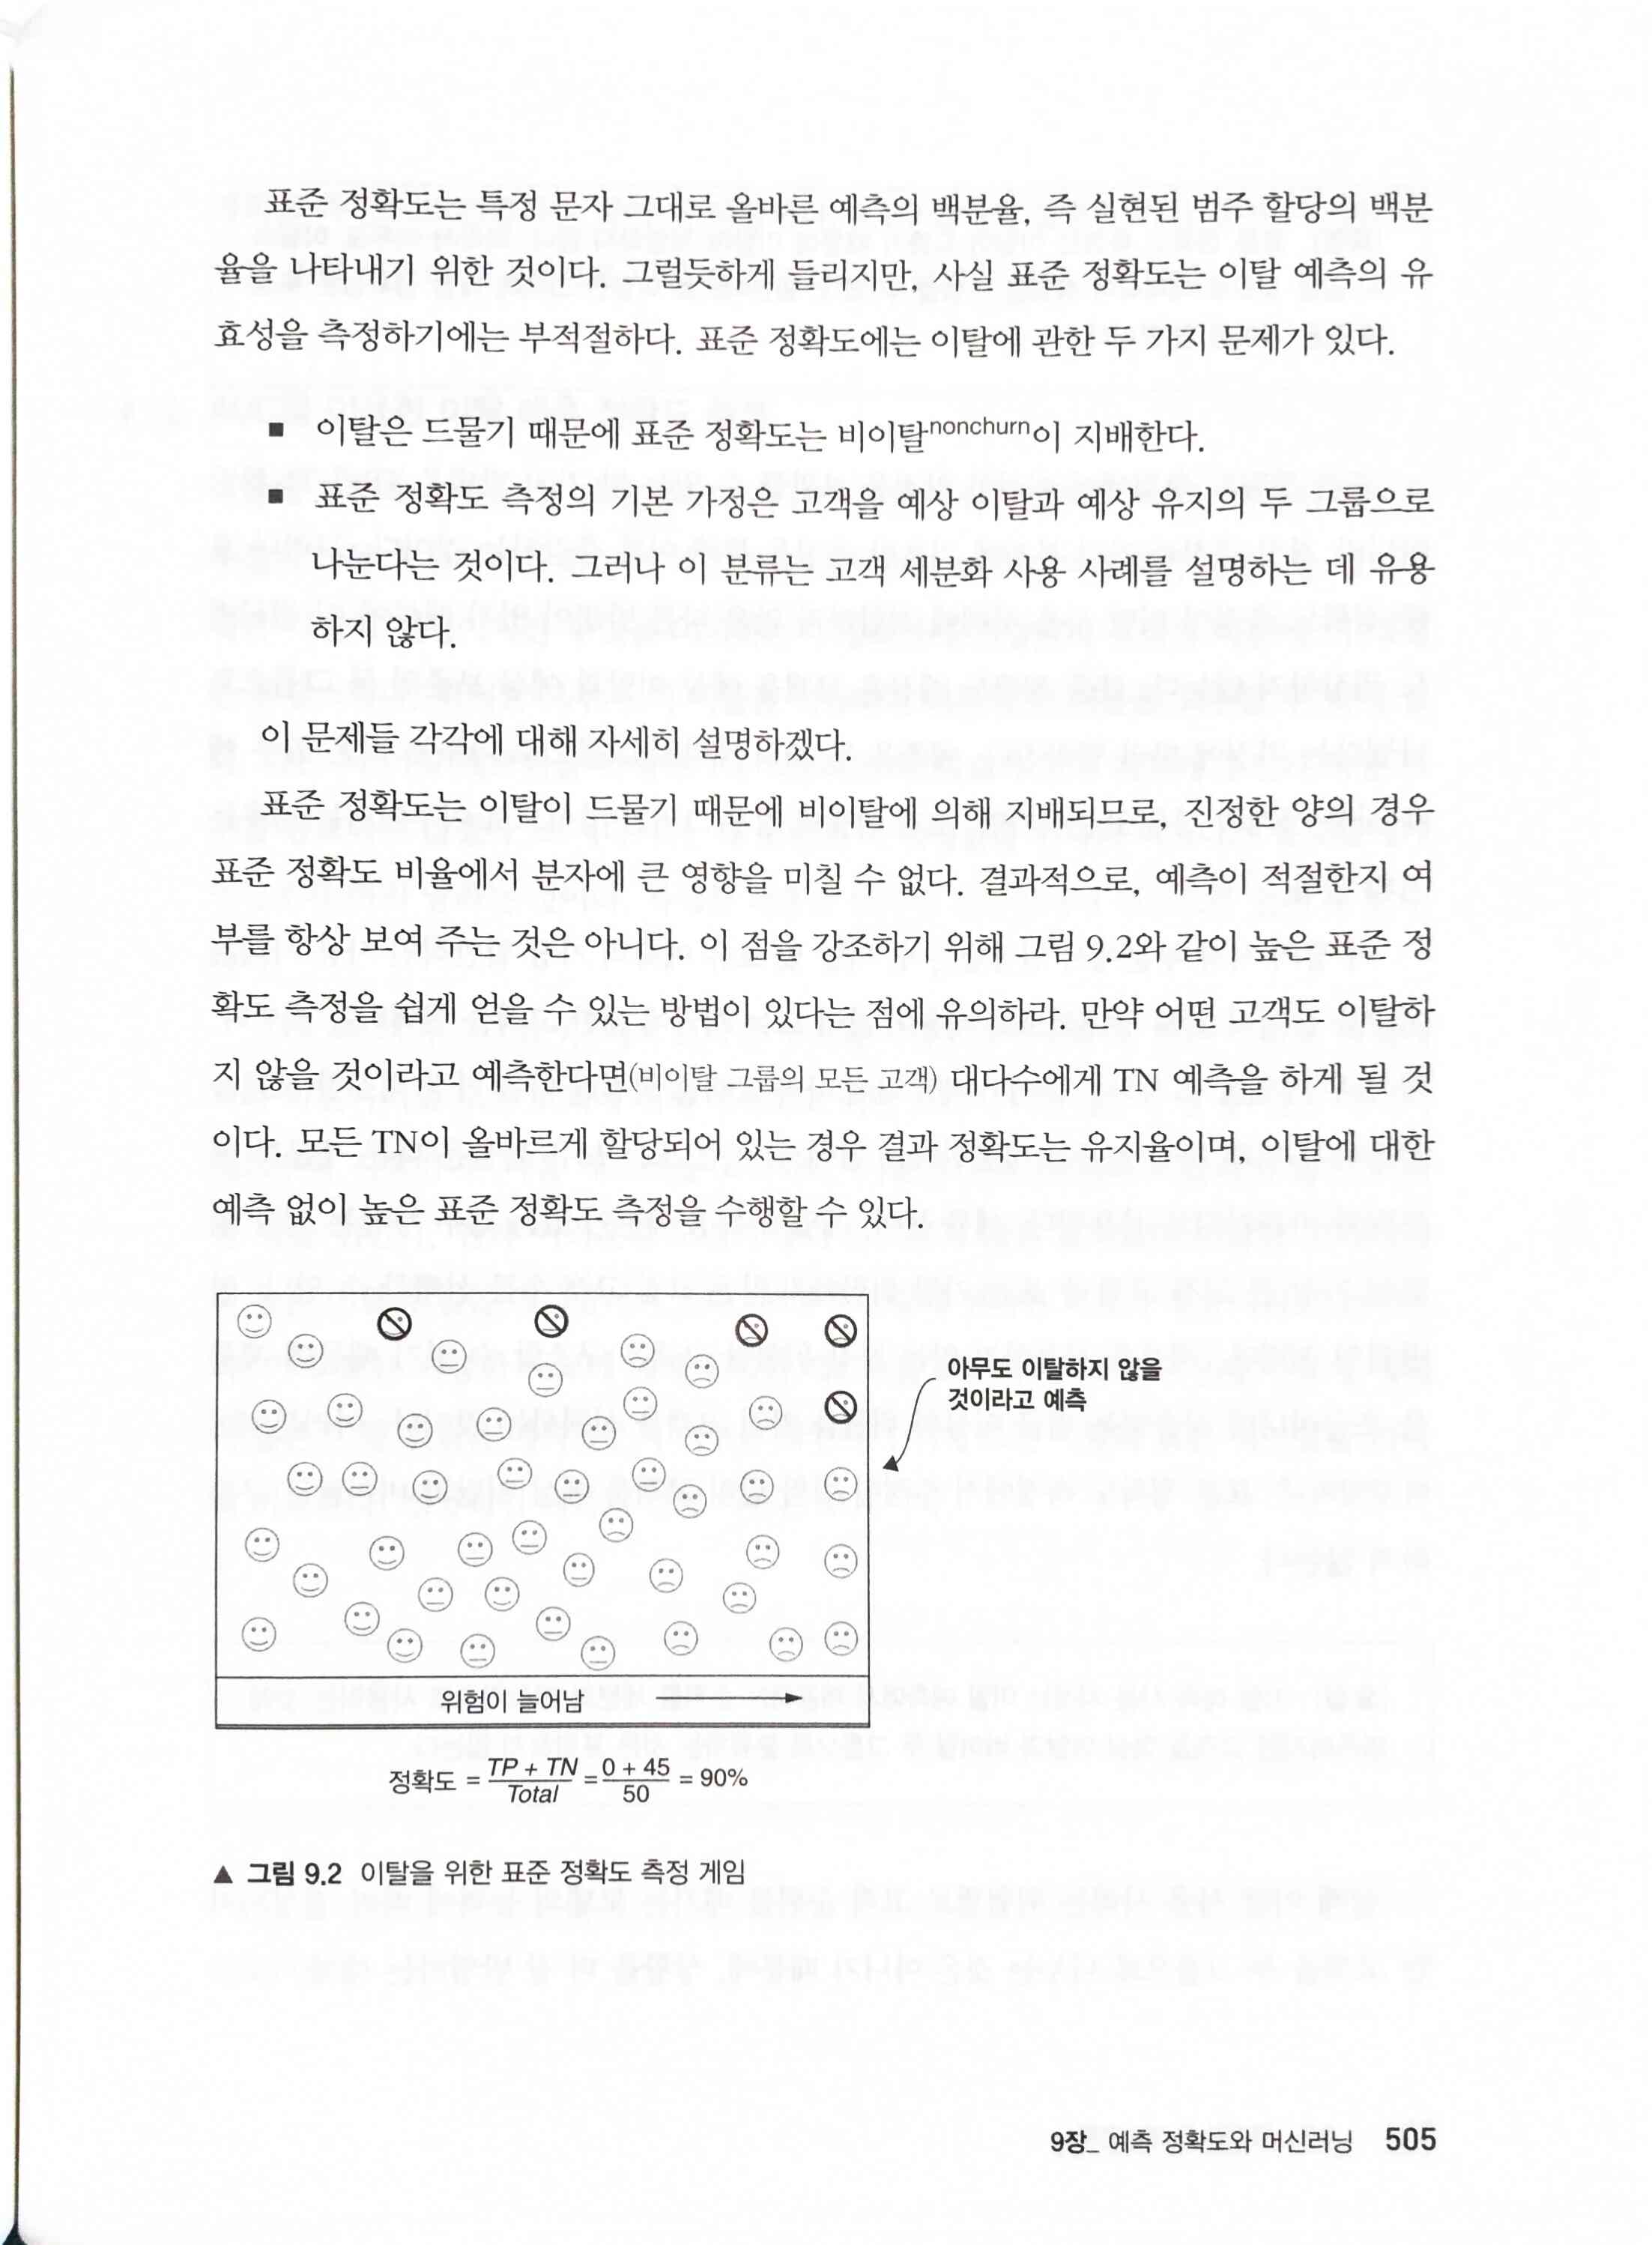 표준 정확도는 특정 문자 그대로 올바른 예측의 백분율, 즉 실현된 범주 할당의 백분
율을 나타내기 위한 것이다. 그럴듯하게 들리지만, 사실 표준 정확도는 이탈 예측의 유
효성을 측정하기에는 부적절하다. 표준 정확도에는 이탈에 관한 두 가지 문제가 있다.
■ 이탈은 드물기 때문에 표준 정확도는 비이탈nonchurn이 지배한다.
■ 표준 정확도 측정의 기본 가정은 고객을 예상 이탈과 예상 유지의 두 그룹으로
나눈다는 것이다. 그러나 이 분류는 고객 세분화 사용 사례를 설명하는 데 유용
하지 않다.
이 문제들 각각에 대해 자세히 설명하겠다.
표준 정확도는 이탈이 드물기 때문에 비이탈에 의해 지배되므로, 진정한 양의 경우
표준 정확도 비율에서 분자에 큰 영향을 미칠 수 없다. 결과적으로, 예측이 적절한지 여
부를 항상 보여 주는 것은 아니다. 이 점을 강조하기 위해 그림 9.2와 같이 높은 표준 정
확도 측정을 쉽게 얻을 수 있는 방법이 있다는 점에 유의하라. 만약 어떤 고객도 이탈하
지 않을 것이라고 예측한다면(비이탈 그룹의 모든 고객) 대다수에게 TN 예측을 하게 될 것
이다. 모든 TN이 올바르게 할당되어 있는 경우 결과 정확도는 유지율이며, 이탈에 대한
예측 없이 높은 표준 정확도 측정을 수행할 수 있다.
아무도 이탈하지 않을
것이라고 예측
위험이 늘어남
정확도 = TP + TN / Total = 0 + 45 / 50 = 90%
▲ 그림 9.2 이탈을 위한 표준 정확도 측정 게임
9장_ 예측 정확도와 머신러닝 505